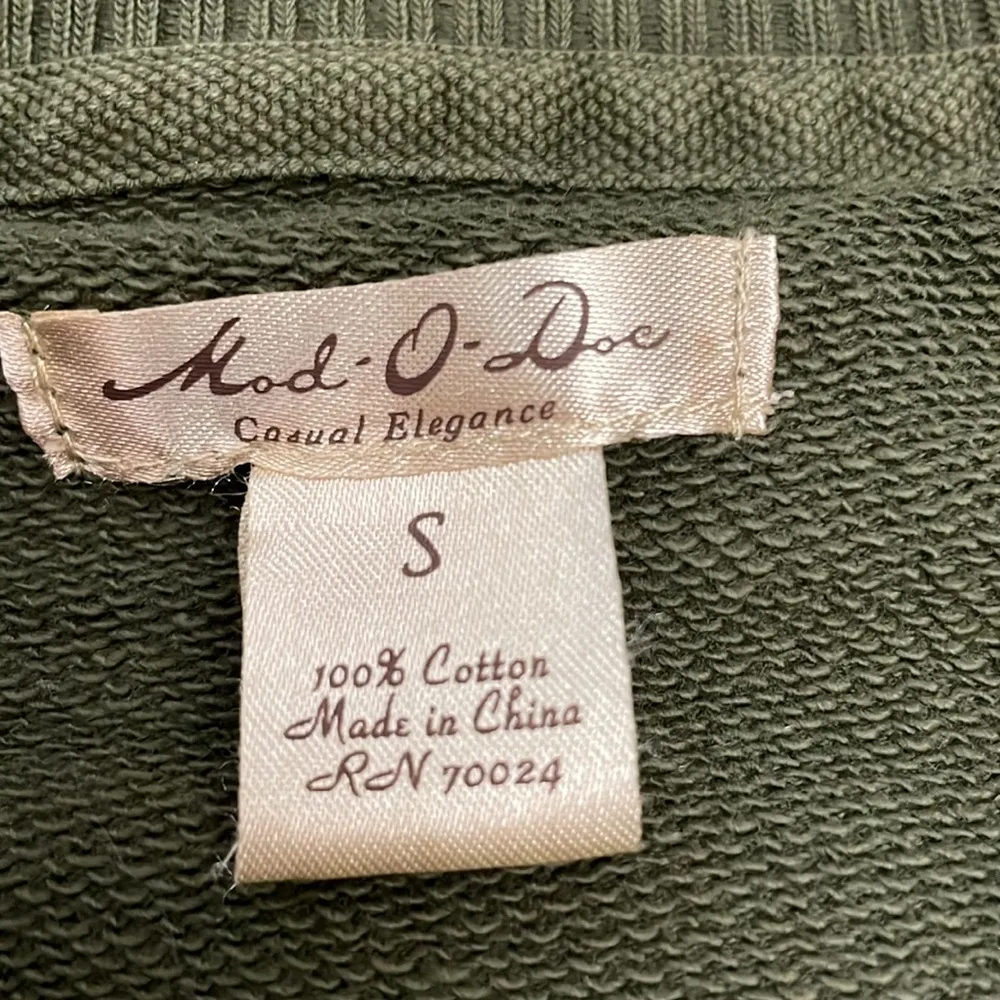 Mod-O-Doc
Casual Elegance
S
100% Cotton
Made in China
RN 70024